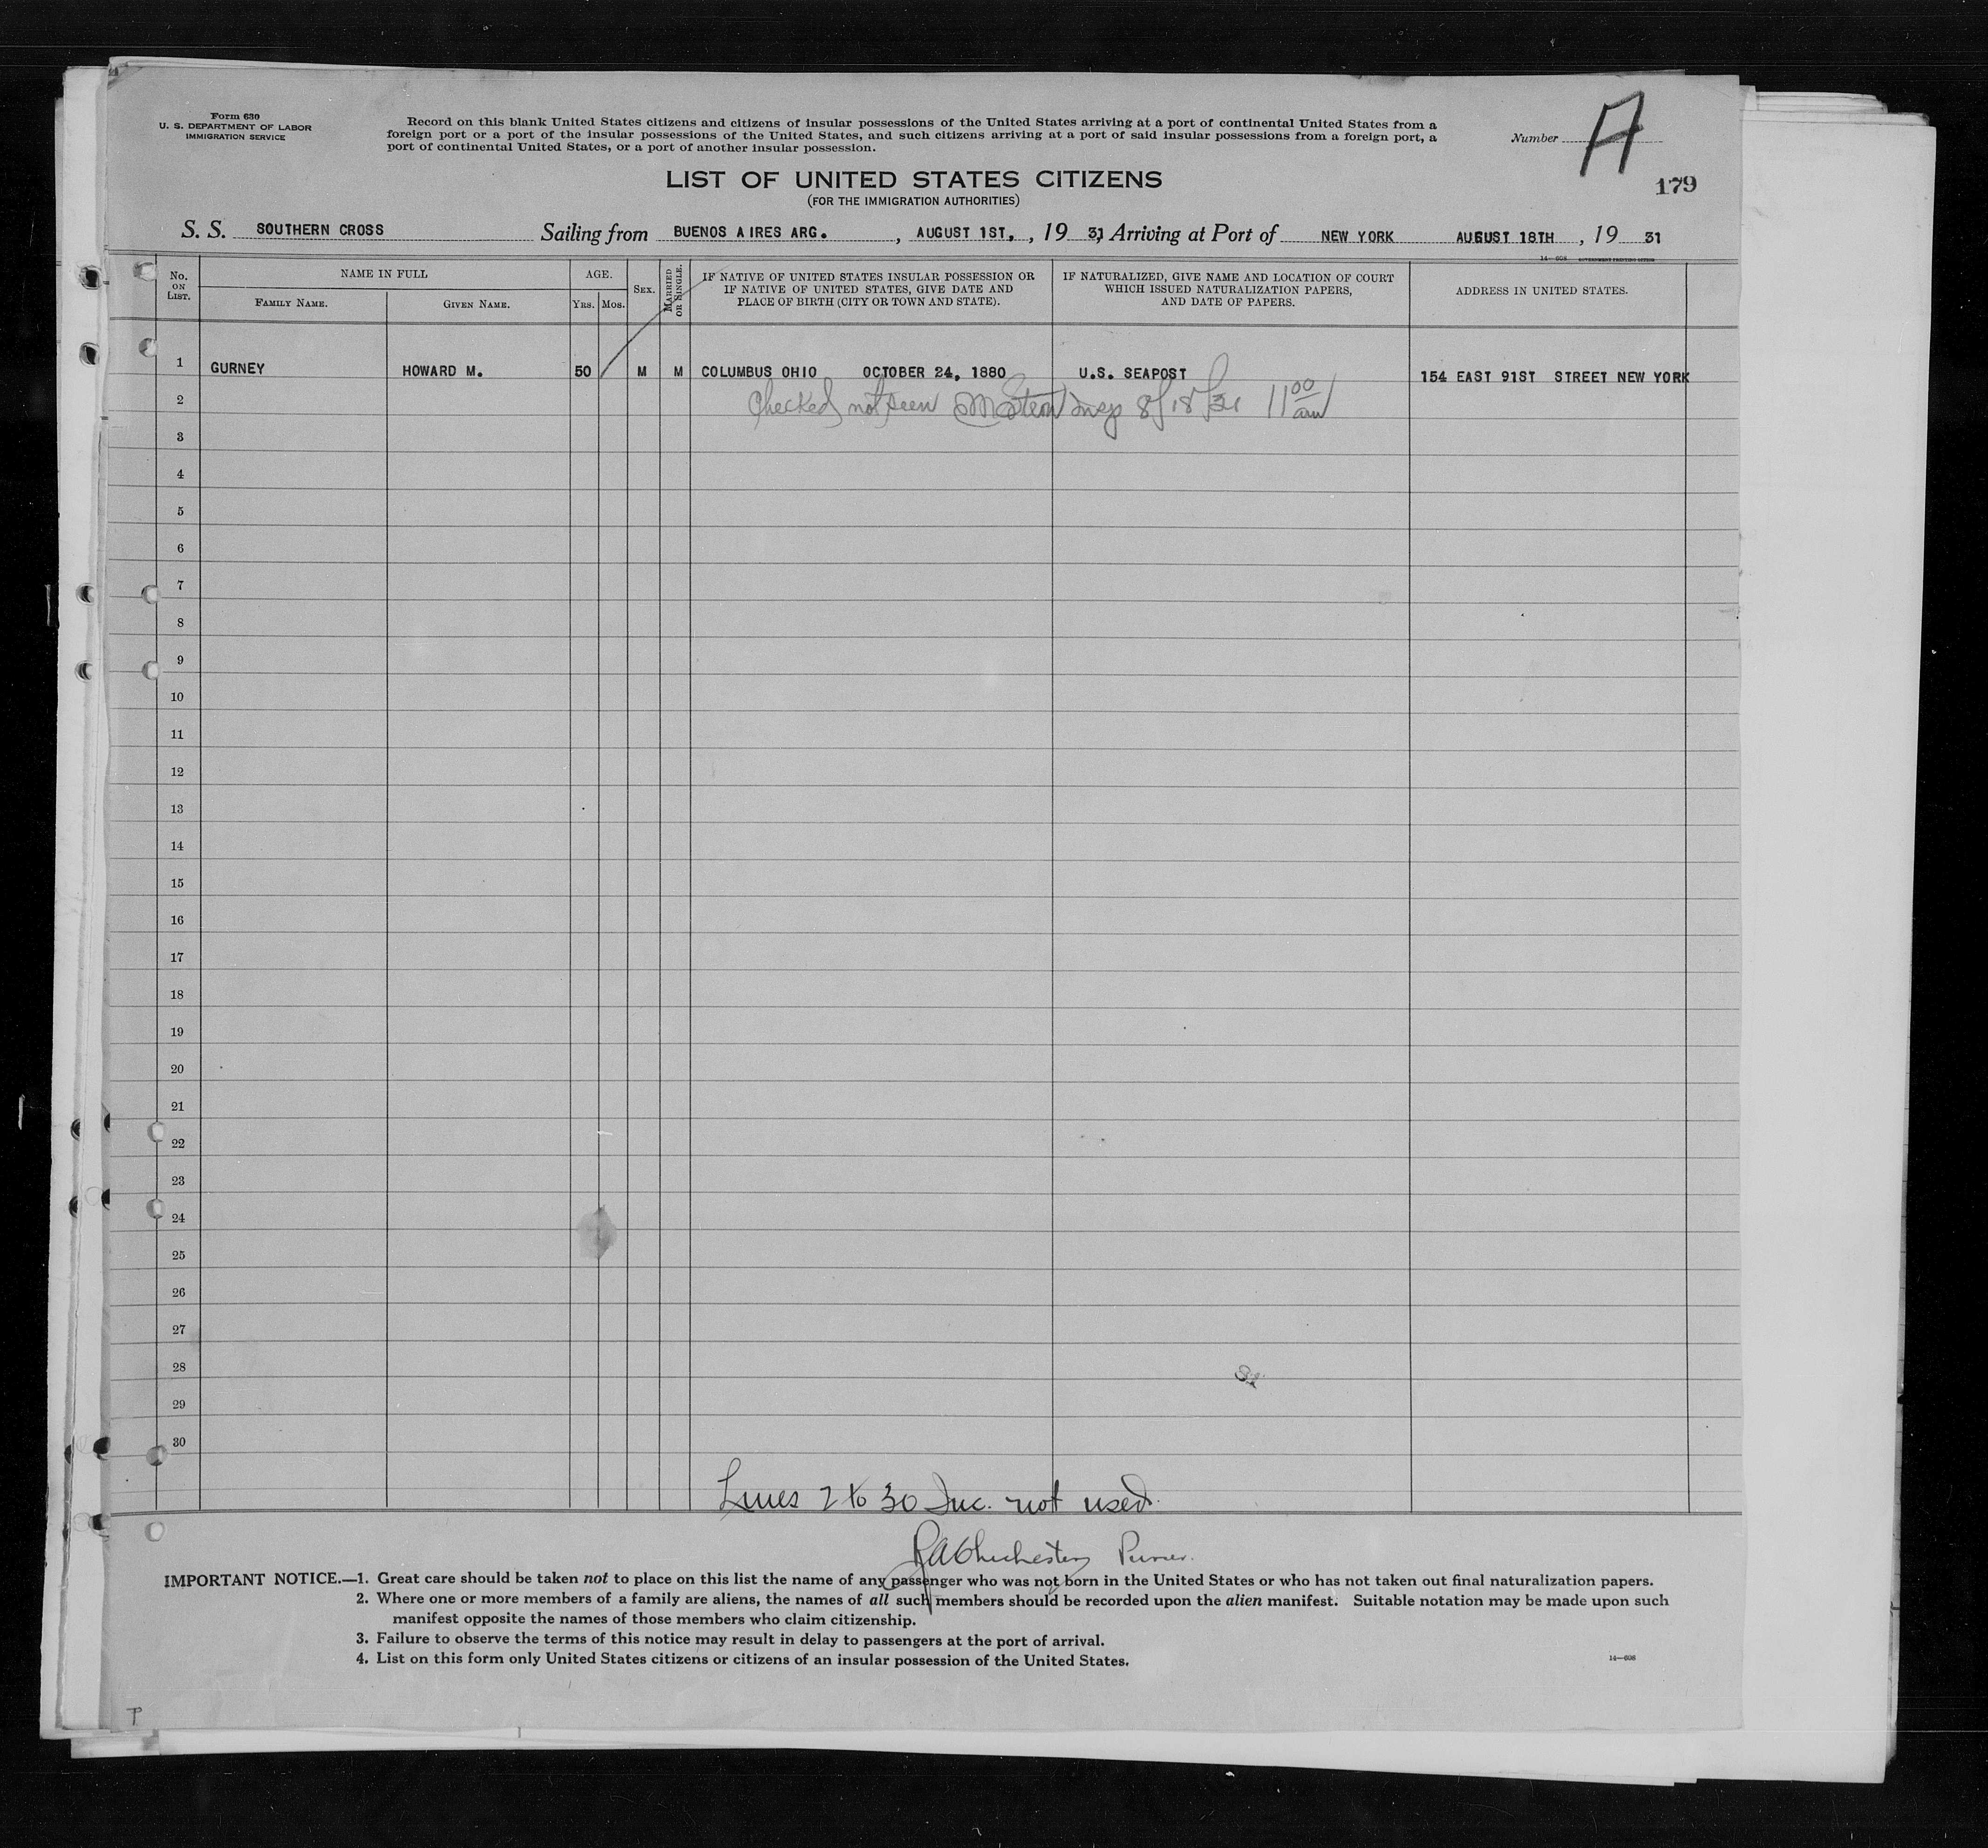 Form 630
U. S. DEPARTMENT OF LABOR
IMMIGRATION SERVICE
Record on this blank United States citizens and citizens of insular possessions of the United States arriving at a port of continental United States from a
foreign port or a port of the insular possessions of the United States, and such citizens arriving at a port of said insular possessions from a foreign port, a
port of continental United States, or a port of another insular possession.
Number A
179
LIST OF UNITED STATES CITIZENS
(FOR THE IMMIGRATION AUTHORITIES)
S. S. SOUTHERN CROSS Sailing from BUENOS AIRES ARG. , AUGUST 1ST, , 19 31, Arriving at Port of NEW YORK AUGUST 18TH , 19 31
14—608 GOVERNMENT PRINTING OFFICE
No. ON LIST. NAME IN FULL FAMILY NAME. GIVEN NAME. AGE. YRS. MOS. SEX. MARRIED OR SINGLE. IF NATIVE OF UNITED STATES INSULAR POSSESSION OR IF NATIVE OF UNITED STATES, GIVE DATE AND PLACE OF BIRTH (CITY OR TOWN AND STATE). IF NATURALIZED, GIVE NAME AND LOCATION OF COURT WHICH ISSUED NATURALIZATION PAPERS, AND DATE OF PAPERS. ADDRESS IN UNITED STATES.
1 GURNEY HOWARD M. 50 M M COLUMBUS OHIO OCTOBER 24, 1880 U.S. SEAPOST 154 EAST 91ST STREET NEW YORK
2 Checked not seen Insp 8/18/31 11 00 am
3
4
5
6
7
8
9
10
11
12
13
14
15
16
17
18
19
20
21
22
23
24
25
26
27
28
29
30
Lines 2 to 30 Inc. not used.
RA Chichester Purser.
IMPORTANT NOTICE.—1. Great care should be taken not to place on this list the name of any passenger who was not born in the United States or who has not taken out final naturalization papers.
2. Where one or more members of a family are aliens, the names of all such members should be recorded upon the alien manifest. Suitable notation may be made upon such
manifest opposite the names of those members who claim citizenship.
3. Failure to observe the terms of this notice may result in delay to passengers at the port of arrival.
4. List on this form only United States citizens or citizens of an insular possession of the United States.
14—608